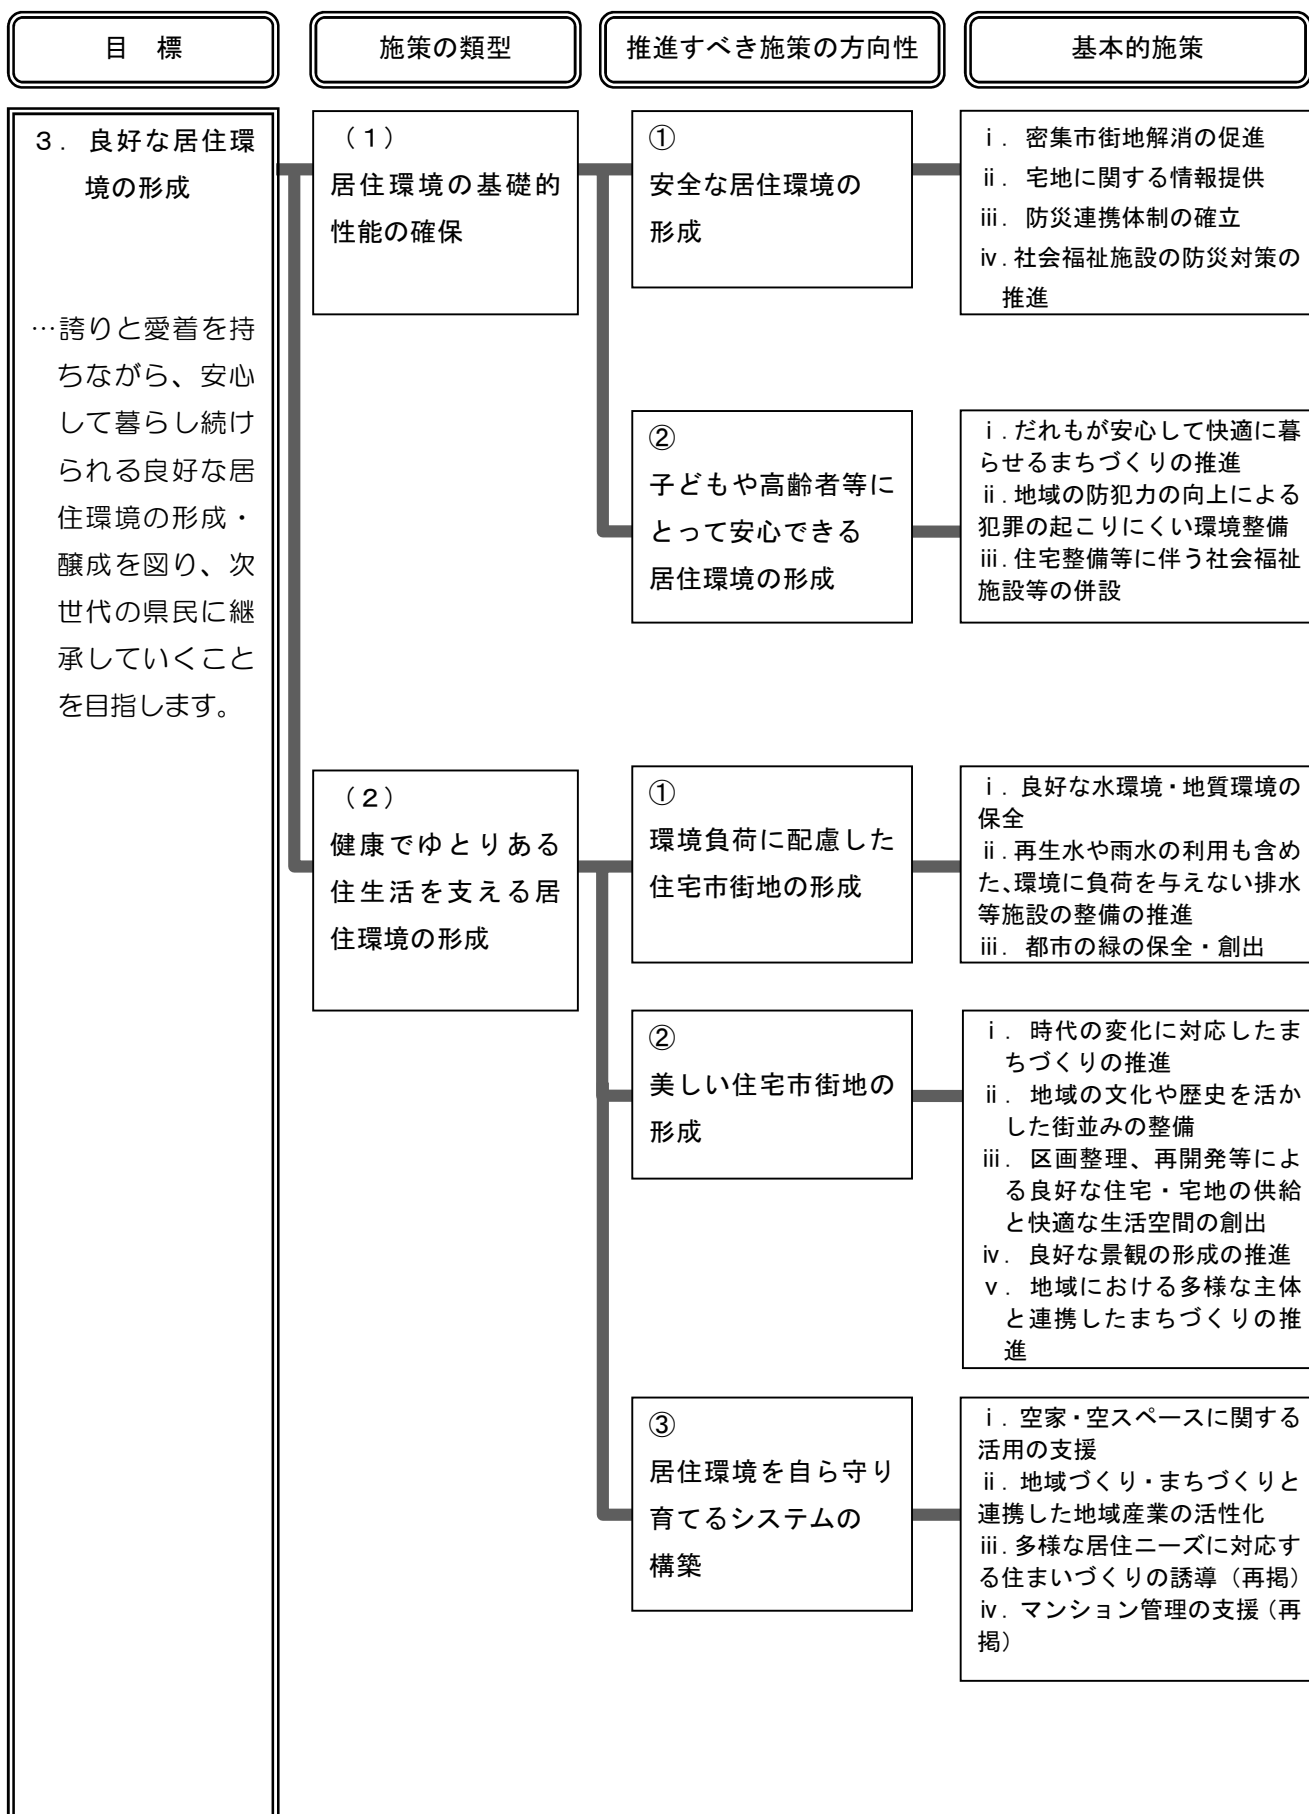 目　標
施策の類型
推進すべき施策の方向性
基本的施策
３．良好な居住環
境の形成
…誇りと愛着を持
ちながら、安心
して暮らし続け
られる良好な居
住環境の形成・
醸成を図り、次
世代の県民に継
承していくこと
を目指します。
（１）
居住環境の基礎的
性能の確保
①
安全な居住環境の
形成
ⅰ．密集市街地解消の促進
ⅱ．宅地に関する情報提供
ⅲ．防災連携体制の確立
ⅳ．社会福祉施設の防災対策の
推進
②
子どもや高齢者等に
とって安心できる
居住環境の形成
ⅰ．だれもが安心して快適に暮
らせるまちづくりの推進
ⅱ．地域の防犯力の向上による
犯罪の起こりにくい環境整備
ⅲ．住宅整備等に伴う社会福祉
施設等の併設
（２）
健康でゆとりある
住生活を支える居
住環境の形成
①
環境負荷に配慮した
住宅市街地の形成
ⅰ．良好な水環境・地質環境の
保全
ⅱ．再生水や雨水の利用も含め
た、環境に負荷を与えない排水
等施設の整備の推進
ⅲ．都市の緑の保全・創出
②
美しい住宅市街地の
形成
ⅰ．時代の変化に対応したま
ちづくりの推進
ⅱ．地域の文化や歴史を活か
した街並みの整備
ⅲ．区画整理、再開発等によ
る良好な住宅・宅地の供給
と快適な生活空間の創出
ⅳ．良好な景観の形成の推進
ⅴ．地域における多様な主体
と連携したまちづくりの推
進
③
居住環境を自ら守り
育てるシステムの
構築
ⅰ．空家・空スペースに関する
活用の支援
ⅱ．地域づくり・まちづくりと
連携した地域産業の活性化
ⅲ．多様な居住ニーズに対応す
る住まいづくりの誘導（再掲）
ⅳ．マンション管理の支援（再
掲）